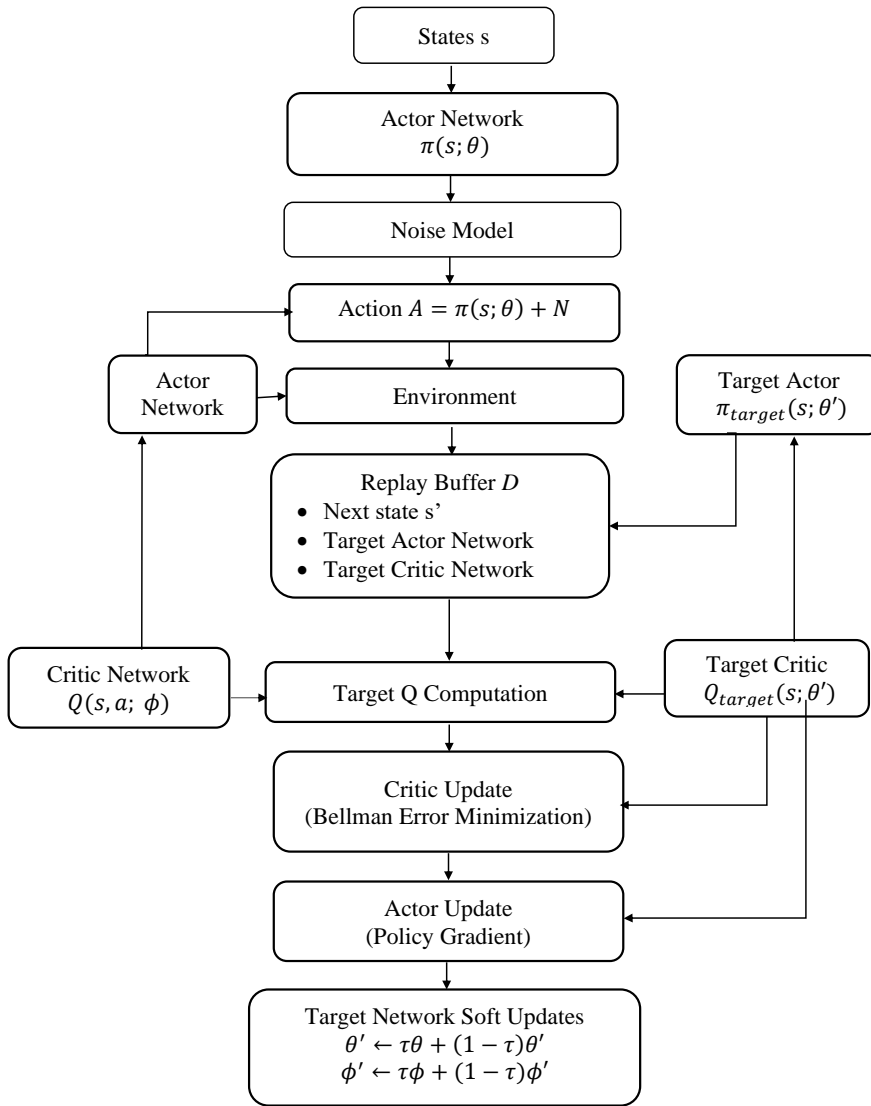 States s
Actor Network
𝜋(𝑠; 𝜃)
Noise Model
Action 𝐴 = 𝜋(𝑠; 𝜃) + 𝑁
Actor
Network
Environment
Target Actor
𝜋𝑡𝑎𝑟𝑔𝑒𝑡(𝑠; 𝜃′)
Replay Buffer 𝐷
• Next state s’
• Target Actor Network
• Target Critic Network
Critic Network
𝑄(𝑠, 𝑎; 𝜙)
Target Q Computation
Target Critic
𝑄𝑡𝑎𝑟𝑔𝑒𝑡(𝑠; 𝜃′)
Critic Update
(Bellman Error Minimization)
Actor Update
(Policy Gradient)
Target Network Soft Updates
𝜃′ ← 𝜏𝜃 + (1 − 𝜏)𝜃′
𝜙′ ← 𝜏𝜙 + (1 − 𝜏)𝜙′